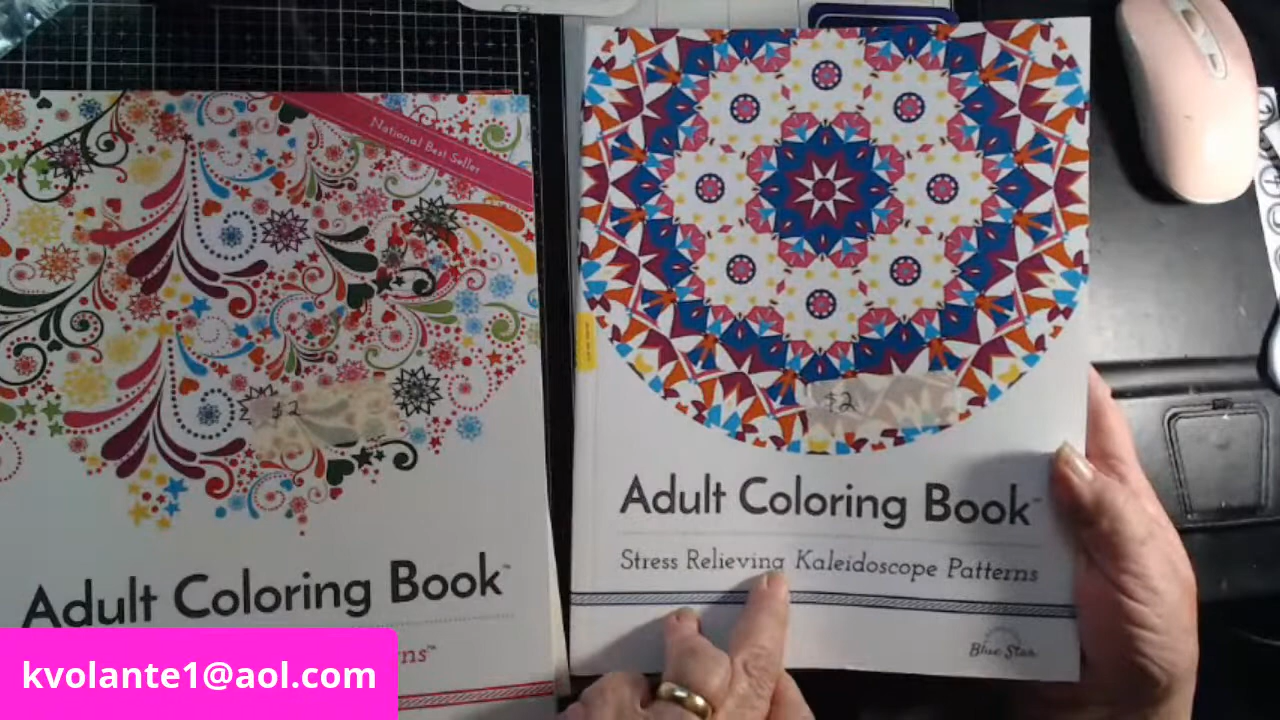 National Best Seller
$2
Adult Coloring Book™
rns™
kvolante1@aol.com
$2
Adult Coloring Book™
Stress Relieving Kaleidoscope Patterns
Blue Star